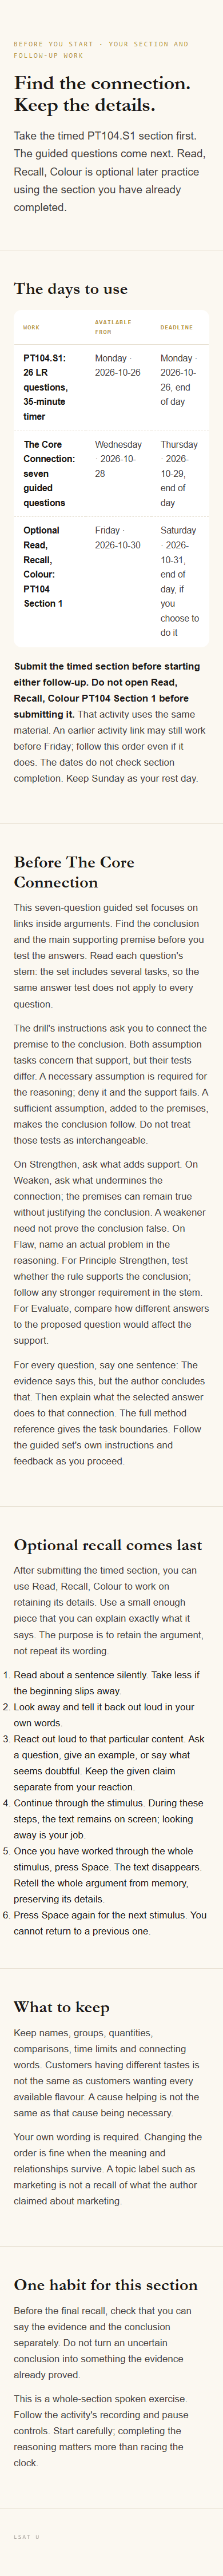 BEFORE YOU START · YOUR SECTION AND
FOLLOW-UP WORK
Find the connection.
Keep the details.
Take the timed PT104.S1 section first.
The guided questions come next. Read,
Recall, Colour is optional later practice
using the section you have already
completed.
The days to use
WORK
AVAILABLE
FROM
DEADLINE
PT104.S1:
26 LR
questions,
35-minute
timer
Monday ·
2026-10-26
Monday ·
2026-10-
26, end
of day
The Core
Connection:
seven
guided
questions
Wednesday
· 2026-10-
28
Thursday
· 2026-
10-29,
end of
day
Optional
Read,
Recall,
Colour:
PT104
Section 1
Friday ·
2026-10-30
Saturday
· 2026-
10-31,
end of
day, if
you
choose to
do it
Submit the timed section before starting
either follow-up. Do not open Read,
Recall, Colour PT104 Section 1 before
submitting it. That activity uses the same
material. An earlier activity link may still work
before Friday; follow this order even if it
does. The dates do not check section
completion. Keep Sunday as your rest day.
Before The Core
Connection
This seven-question guided set focuses on
links inside arguments. Find the conclusion
and the main supporting premise before you
test the answers. Read each question's
stem: the set includes several tasks, so the
same answer test does not apply to every
question.
The drill's instructions ask you to connect the
premise to the conclusion. Both assumption
tasks concern that support, but their tests
differ. A necessary assumption is required for
the reasoning; deny it and the support fails. A
sufficient assumption, added to the premises,
makes the conclusion follow. Do not treat
those tests as interchangeable.
On Strengthen, ask what adds support. On
Weaken, ask what undermines the
connection; the premises can remain true
without justifying the conclusion. A weakener
need not prove the conclusion false. On
Flaw, name an actual problem in the
reasoning. For Principle Strengthen, test
whether the rule supports the conclusion;
follow any stronger requirement in the stem.
For Evaluate, compare how different answers
to the proposed question would affect the
support.
For every question, say one sentence: The
evidence says this, but the author concludes
that. Then explain what the selected answer
does to that connection. The full method
reference gives the task boundaries. Follow
the guided set's own instructions and
feedback as you proceed.
Optional recall comes last
After submitting the timed section, you can
use Read, Recall, Colour to work on
retaining its details. Use a small enough
piece that you can explain exactly what it
says. The purpose is to retain the argument,
not repeat its wording.
1. Read about a sentence silently. Take less if
the beginning slips away.
2. Look away and tell it back out loud in your
own words.
3. React out loud to that particular content. Ask
a question, give an example, or say what
seems doubtful. Keep the given claim
separate from your reaction.
4. Continue through the stimulus. During these
steps, the text remains on screen; looking
away is your job.
5. Once you have worked through the whole
stimulus, press Space. The text disappears.
Retell the whole argument from memory,
preserving its details.
6. Press Space again for the next stimulus. You
cannot return to a previous one.
What to keep
Keep names, groups, quantities,
comparisons, time limits and connecting
words. Customers having different tastes is
not the same as customers wanting every
available flavour. A cause helping is not the
same as that cause being necessary.
Your own wording is required. Changing the
order is fine when the meaning and
relationships survive. A topic label such as
marketing is not a recall of what the author
claimed about marketing.
One habit for this section
Before the final recall, check that you can
say the evidence and the conclusion
separately. Do not turn an uncertain
conclusion into something the evidence
already proved.
This is a whole-section spoken exercise.
Follow the activity's recording and pause
controls. Start carefully; completing the
reasoning matters more than racing the
clock.
LSAT U